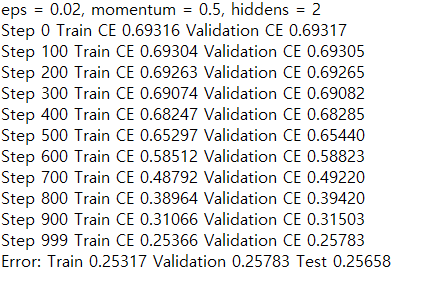 eps = 0.02, momentum = 0.5, hiddens = 2
Step 0 Train CE 0.69316 Validation CE 0.69317
Step 100 Train CE 0.69304 Validation CE 0.69305
Step 200 Train CE 0.69263 Validation CE 0.69265
Step 300 Train CE 0.69074 Validation CE 0.69082
Step 400 Train CE 0.68247 Validation CE 0.68285
Step 500 Train CE 0.65297 Validation CE 0.65440
Step 600 Train CE 0.58512 Validation CE 0.58823
Step 700 Train CE 0.48792 Validation CE 0.49220
Step 800 Train CE 0.38964 Validation CE 0.39420
Step 900 Train CE 0.31066 Validation CE 0.31503
Step 999 Train CE 0.25366 Validation CE 0.25783
Error: Train 0.25317 Validation 0.25783 Test 0.25658